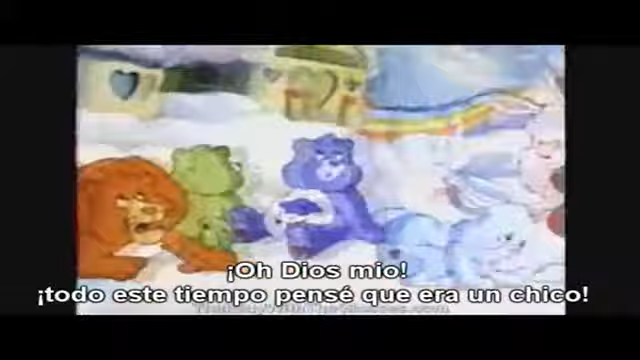 ¡Oh Dios mio!
¡todo este tiempo pensé que era un chico!